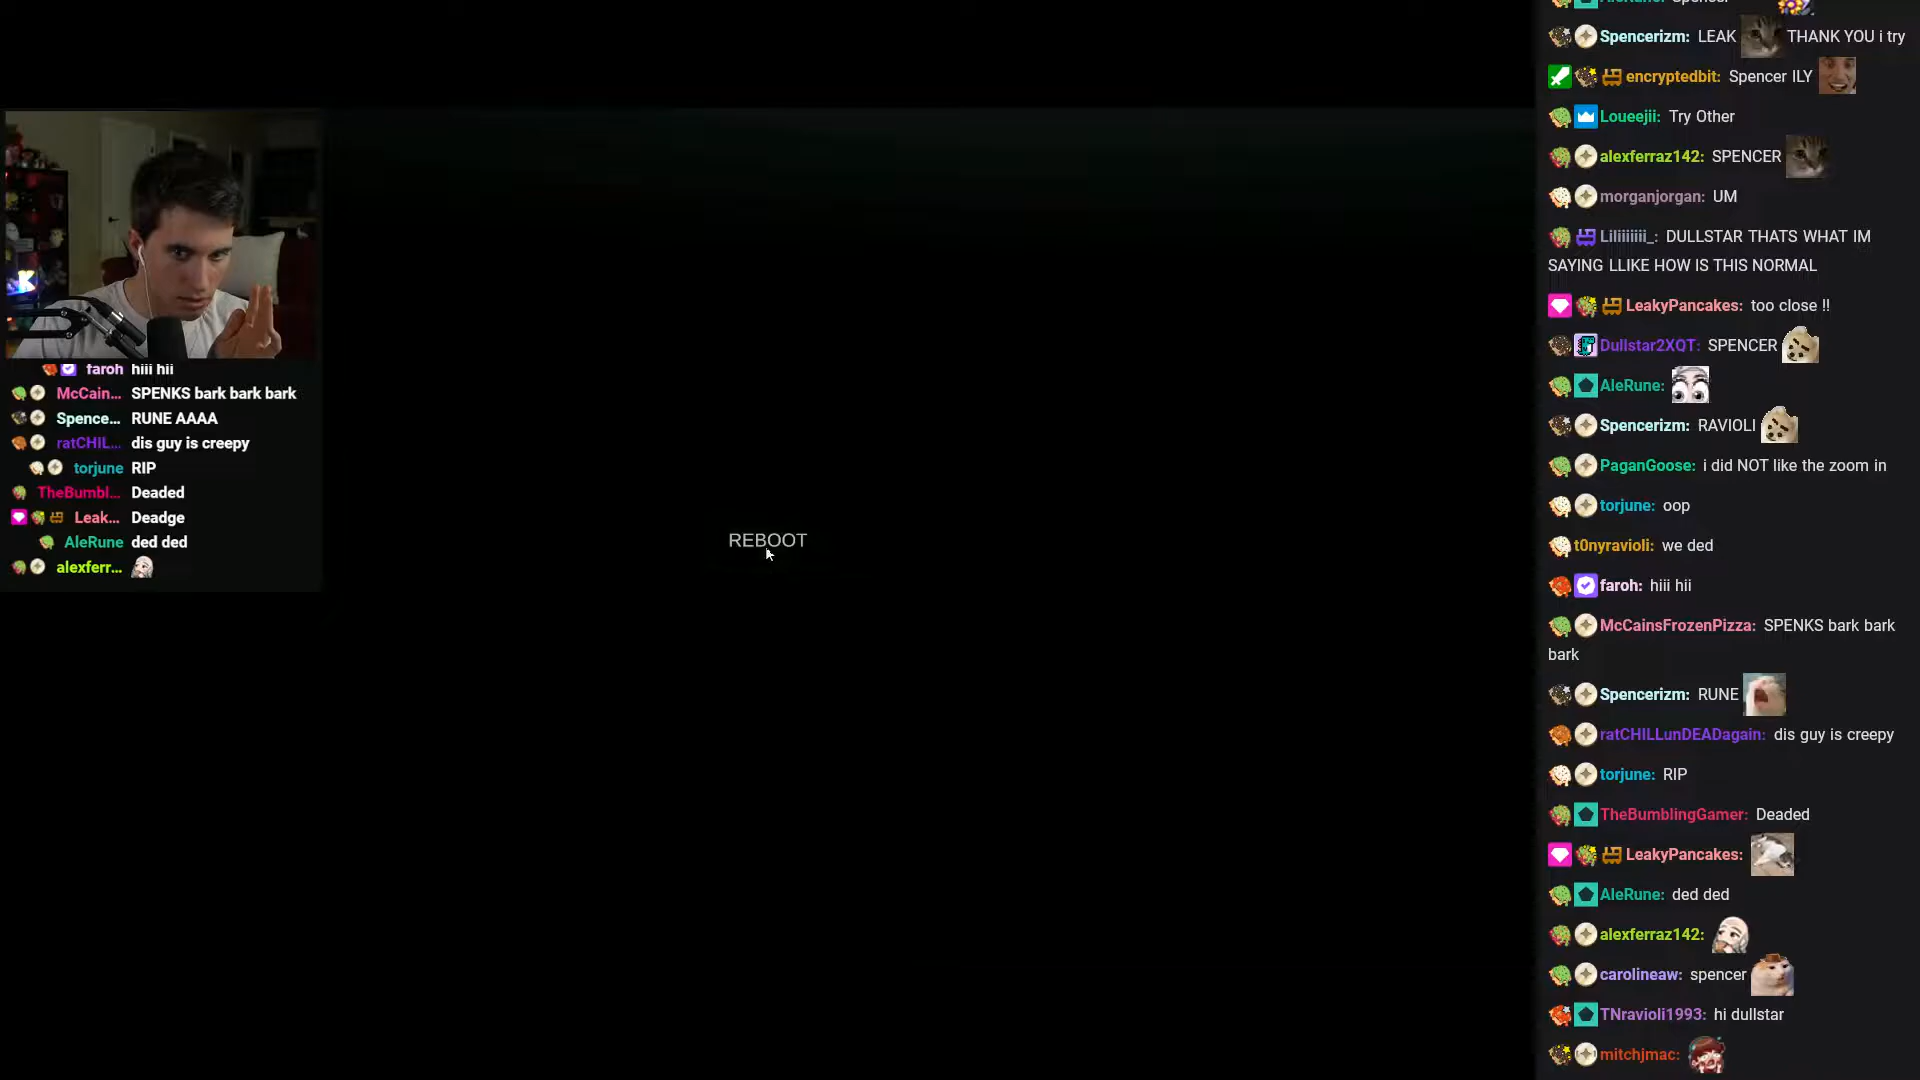 Spencerizm: LEAK THANK YOU i try
encryptedbit: Spencer ILY
Loueejii: Try Other
alexferraz142: SPENCER
morganjorgan: UM
Liliiiiiii_: DULLSTAR THATS WHAT IM
SAYING LLIKE HOW IS THIS NORMAL
LeakyPancakes: too close !!
Dullstar2XQT: SPENCER
AleRune:
Spencerizm: RAVIOLI
PaganGoose: i did NOT like the zoom in
torjune: oop
t0nyravioli: we ded
faroh: hiii hii
McCainsFrozenPizza: SPENKS bark bark
bark
Spencerizm: RUNE
ratCHILLunDEADagain: dis guy is creepy
torjune: RIP
TheBumblingGamer: Deaded
LeakyPancakes:
AleRune: ded ded
alexferraz142:
carolineaw: spencer
TNravioli1993: hi dullstar
mitchjmac:
faroh hiii hii
McCain... SPENKS bark bark bark
Spence... RUNE AAAA
ratCHIL... dis guy is creepy
torjune RIP
TheBumbl... Deaded
Leak... Deadge
AleRune ded ded
alexferr...
REBOOT